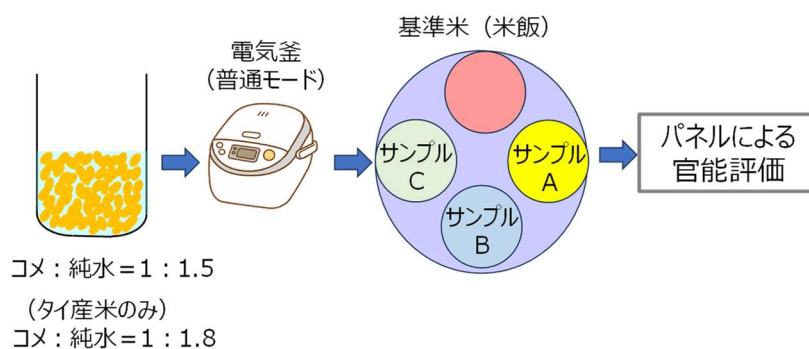 電気釜
（普通モード）
基準米（米飯）
サンプル
C
サンプル
A
サンプル
B
パネルによる
官能評価
コメ：純水＝1：1.5
（タイ産米のみ）
コメ：純水＝1：1.8